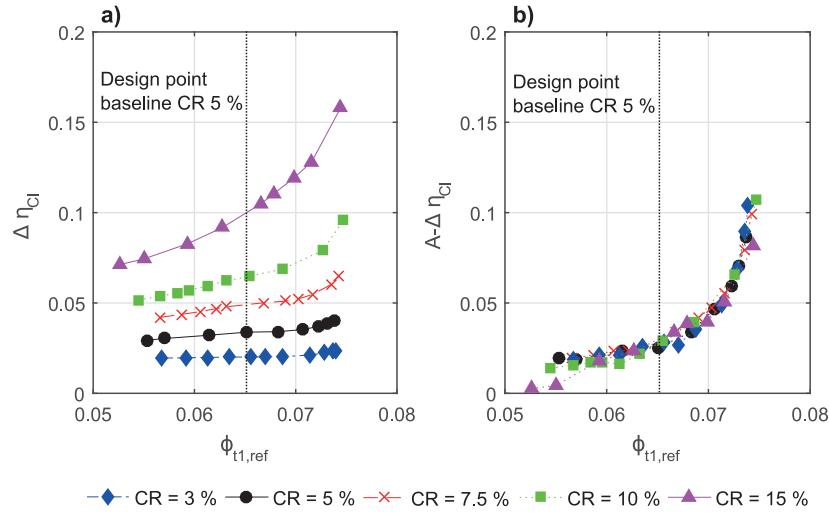 a)
0.2
0.15
0.1
0.05
0
Δ η_CI
Design point
baseline CR 5 %
0.05 0.06 0.07 0.08
ϕ_t1,ref
b)
0.2
0.15
0.1
0.05
0
A-Δ η_CI
Design point
baseline CR 5 %
0.05 0.06 0.07 0.08
ϕ_t1,ref
CR = 3 % CR = 5 % CR = 7.5 % CR = 10 % CR = 15 %